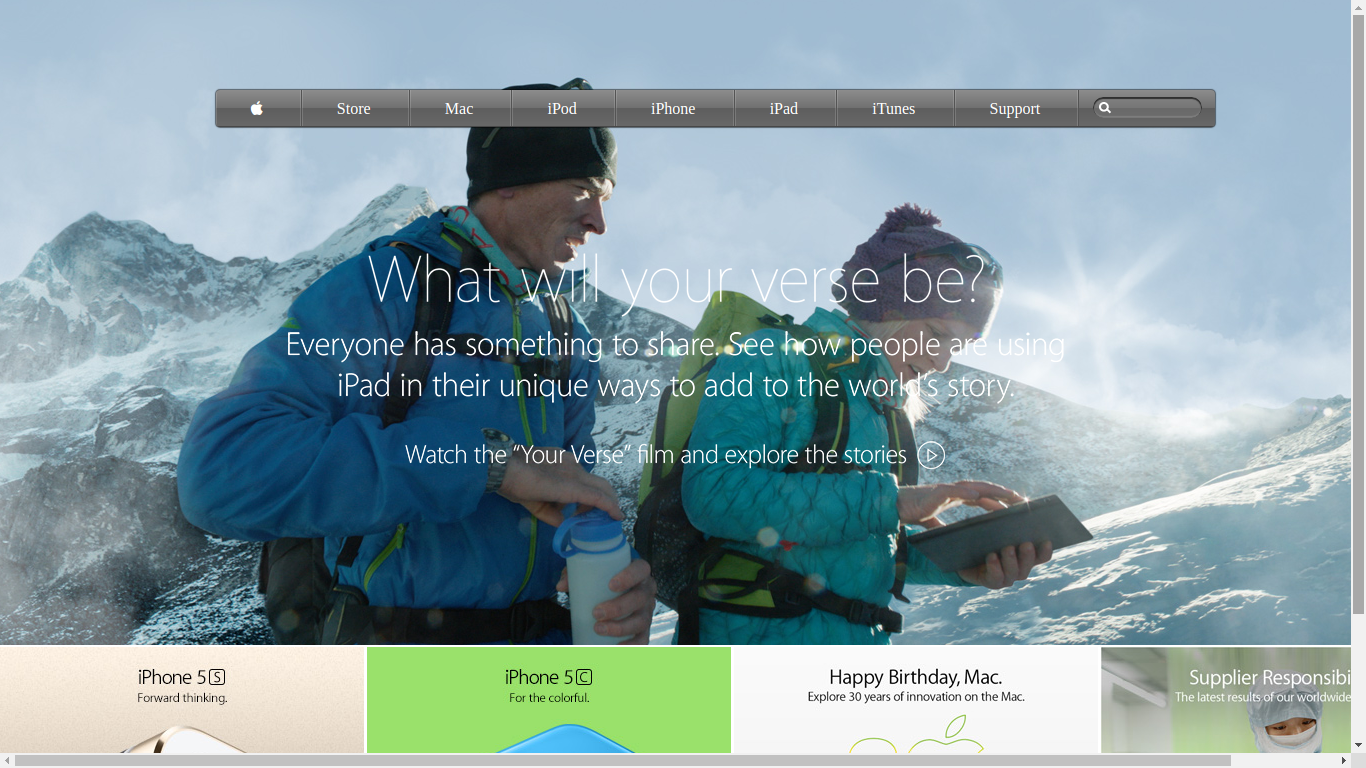 Store Mac iPod iPhone iPad iTunes Support
What will your verse be?
Everyone has something to share. See how people are using
iPad in their unique ways to add to the world's story.
Watch the “Your Verse” film and explore the stories
iPhone 5S
Forward thinking.
iPhone 5C
For the colorful.
Happy Birthday, Mac.
Explore 30 years of innovation on the Mac.
Supplier Responsibi
The latest results of our worldwide